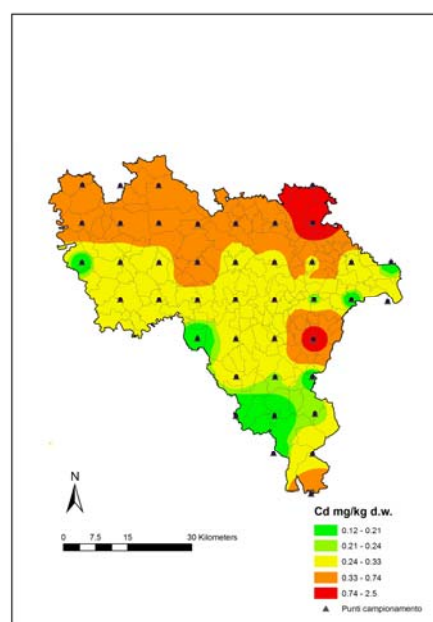 N
0 7.5 15 30 Kilometers
Cd mg/kg d.w.
0.12 - 0.21
0.21 - 0.24
0.24 - 0.33
0.33 - 0.74
0.74 - 2.5
Punti campionamento